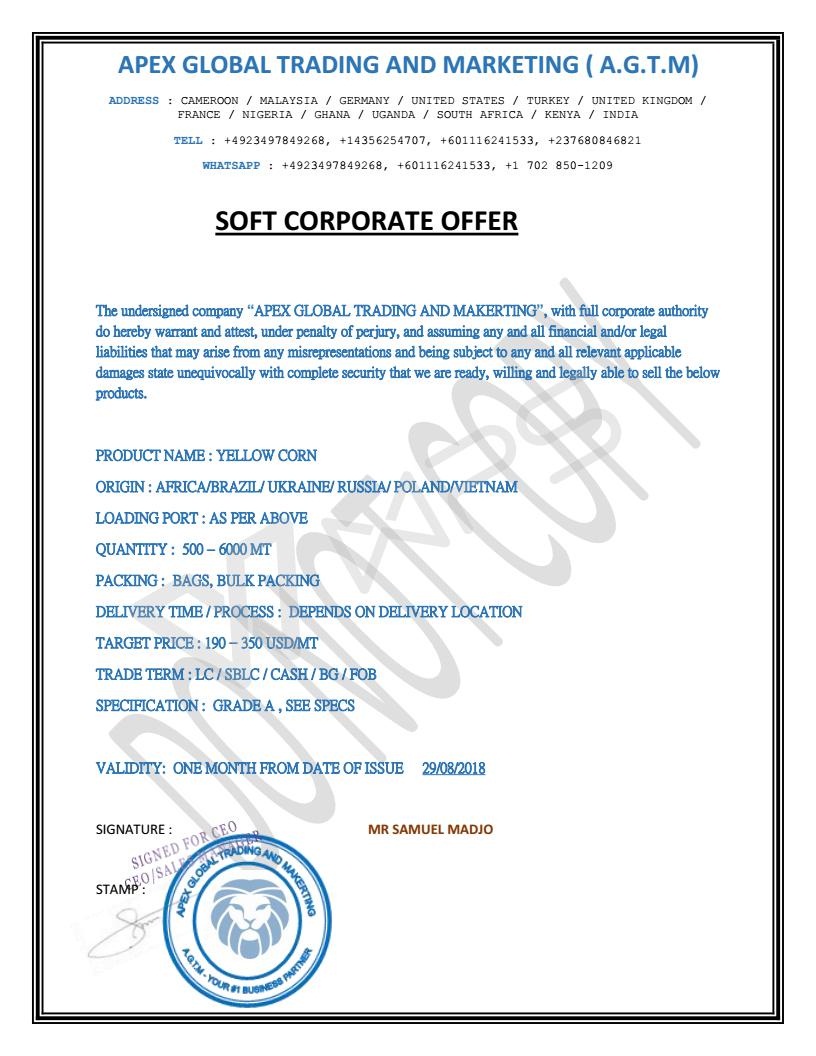 APEX GLOBAL TRADING AND MARKETING ( A.G.T.M)
ADDRESS : CAMEROON / MALAYSIA / GERMANY / UNITED STATES / TURKEY / UNITED KINGDOM /
FRANCE / NIGERIA / GHANA / UGANDA / SOUTH AFRICA / KENYA / INDIA
TELL : +4923497849268, +14356254707, +601116241533, +237680846821
WHATSAPP : +4923497849268, +601116241533, +1 702 850-1209
SOFT CORPORATE OFFER
The undersigned company “APEX GLOBAL TRADING AND MAKERTING”, with full corporate authority
do hereby warrant and attest, under penalty of perjury, and assuming any and all financial and/or legal
liabilities that may arise from any misrepresentations and being subject to any and all relevant applicable
damages state unequivocally with complete security that we are ready, willing and legally able to sell the below
products.
PRODUCT NAME : YELLOW CORN
ORIGIN : AFRICA/BRAZIL/ UKRAINE/ RUSSIA/ POLAND/VIETNAM
LOADING PORT : AS PER ABOVE
QUANTITY : 500 – 6000 MT
PACKING : BAGS, BULK PACKING
DELIVERY TIME / PROCESS : DEPENDS ON DELIVERY LOCATION
TARGET PRICE : 190 – 350 USD/MT
TRADE TERM : LC / SBLC / CASH / BG / FOB
SPECIFICATION : GRADE A , SEE SPECS
VALIDITY: ONE MONTH FROM DATE OF ISSUE 29/08/2018
SIGNATURE :
MR SAMUEL MADJO
SIGNED FOR CEO
CEO/SALES MANAGER
STAMP :
APEX GLOBAL TRADING AND MAKERTING
A.G.T.M - YOUR #1 BUSINESS PARTNER
DO NOT COPY